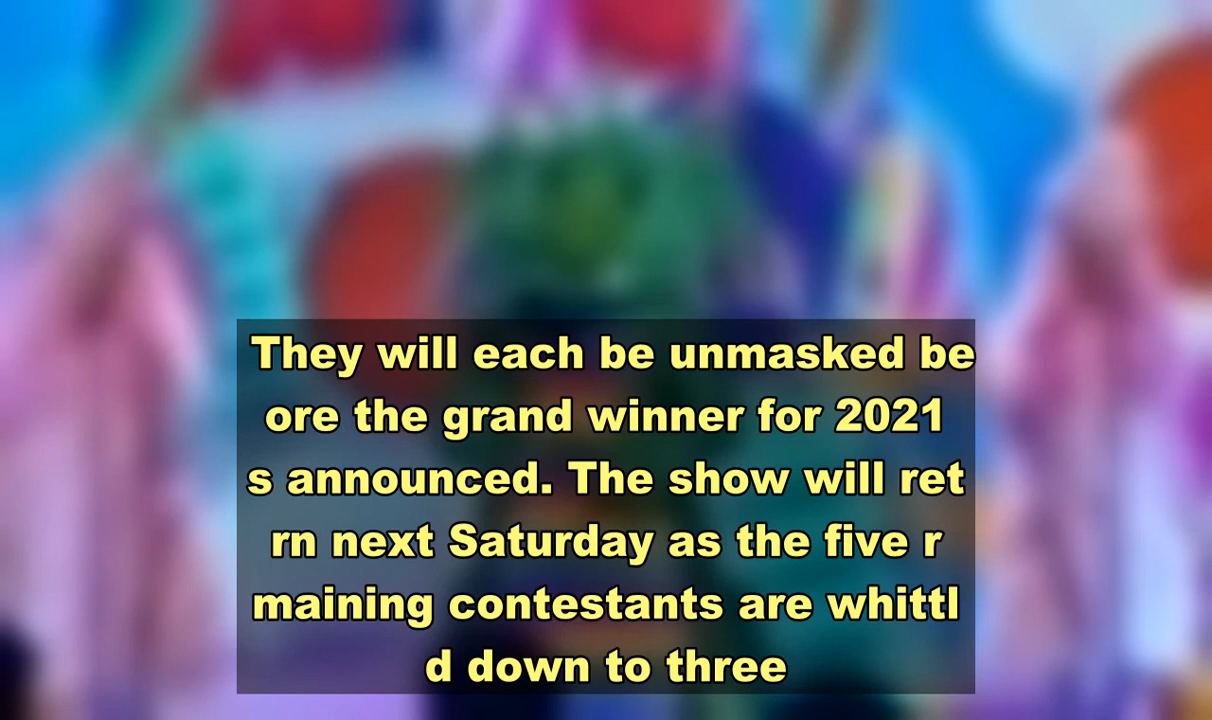 They will each be unmasked be
ore the grand winner for 2021
s announced. The show will ret
rn next Saturday as the five r
maining contestants are whittl
d down to three